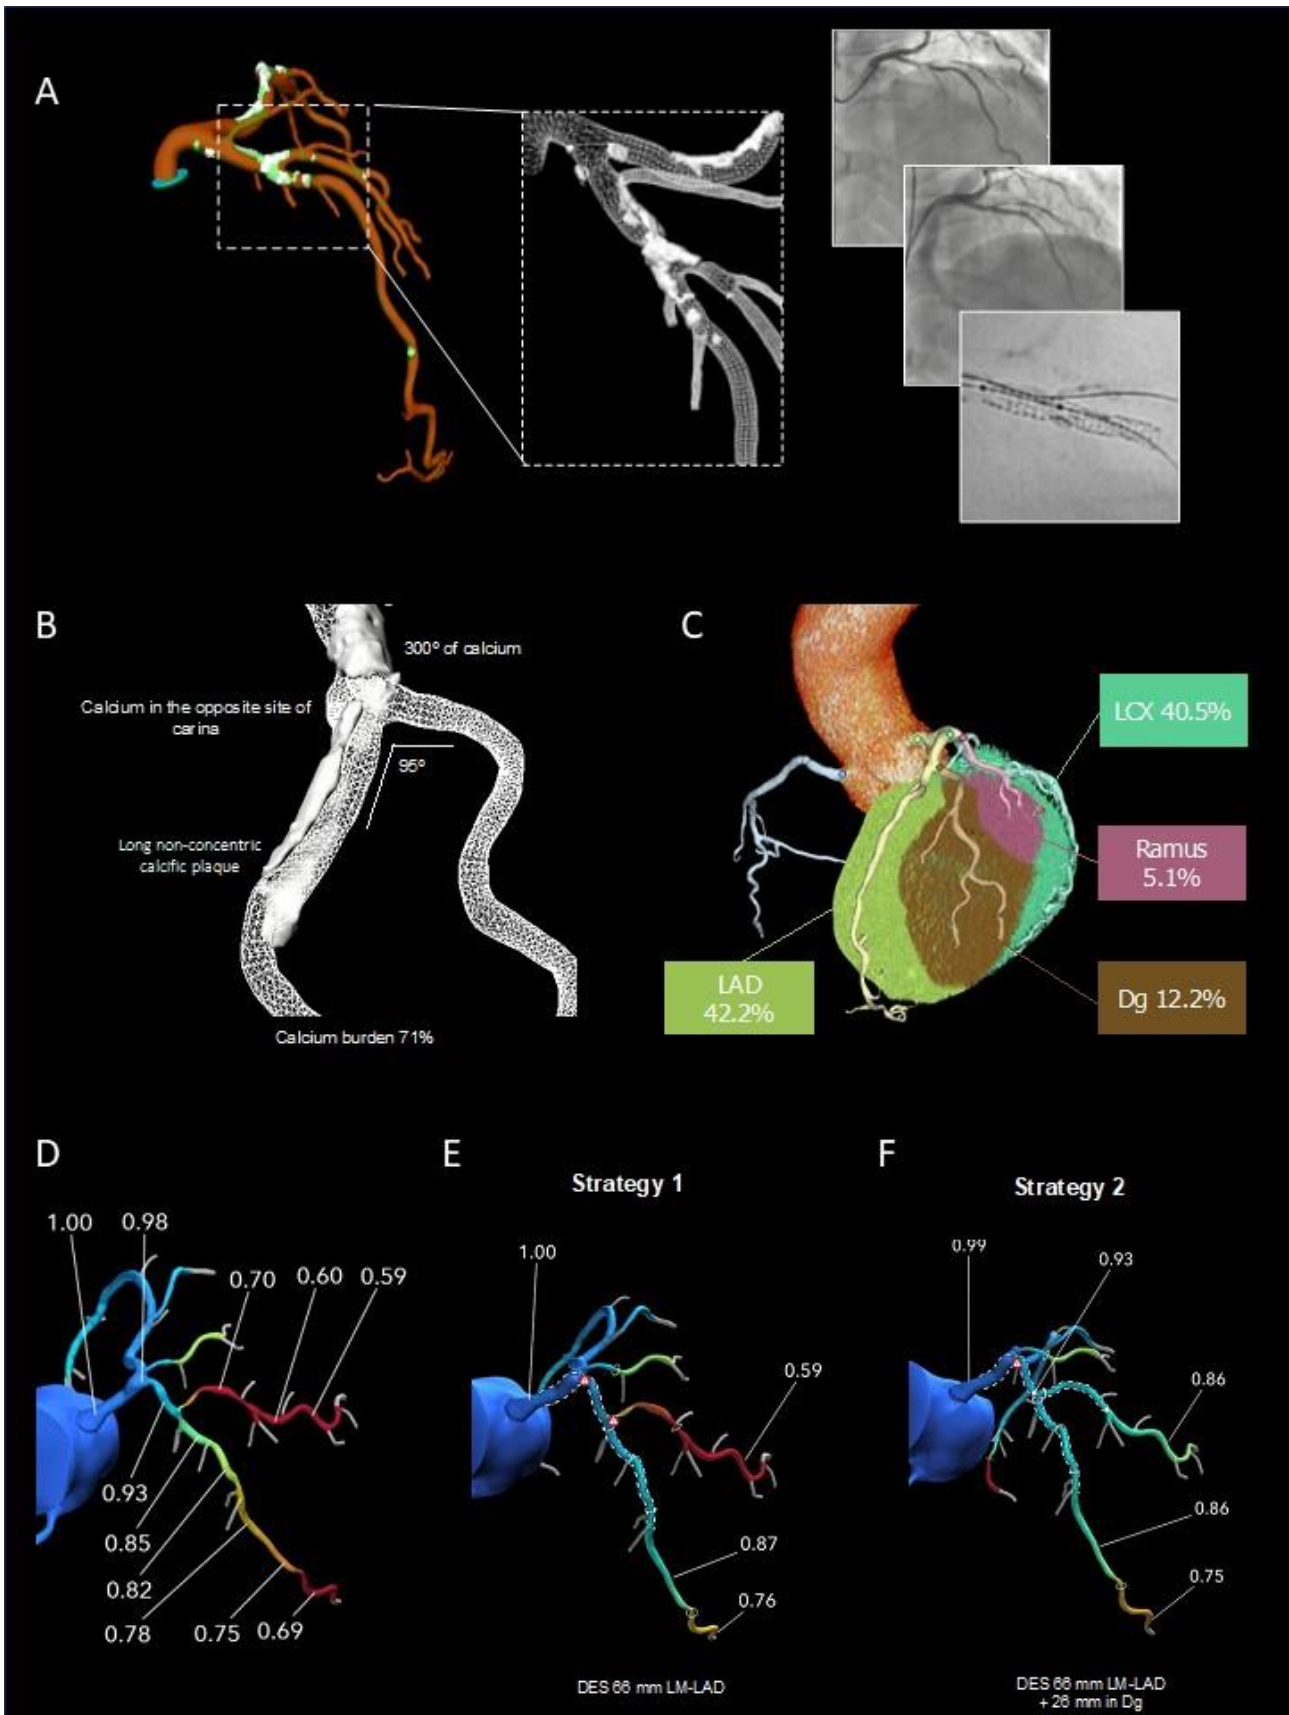 A
B
300º of calcium
Calcium in the opposite site of
carina
95º
Long non-concentric
calcific plaque
Calcium burden 71%
C
LCX 40.5%
Ramus
5.1%
LAD
42.2%
Dg 12.2%
D
1.00
0.98
0.70
0.60
0.59
0.93
0.85
0.82
0.78
0.75
0.69
E
Strategy 1
1.00
0.59
0.87
0.76
DES 66 mm LM-LAD
F
Strategy 2
0.99
0.93
0.86
0.86
0.75
DES 66 mm LM-LAD
+ 26 mm in Dg